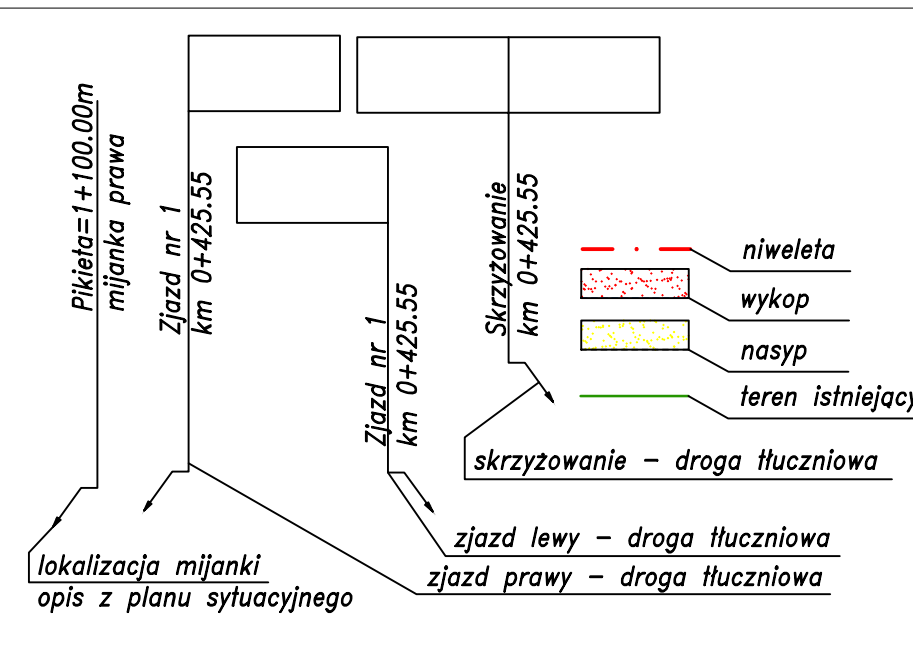 Pikieta=1+100.00m
mijanka prawa
Zjazd nr 1
km 0+425.55
Zjazd nr 1
km 0+425.55
Skrzyżowanie
km 0+425.55
niweleta
wykop
nasyp
teren istniejący
skrzyżowanie – droga tłuczniowa
zjazd lewy – droga tłuczniowa
zjazd prawy – droga tłuczniowa
lokalizacja mijanki
opis z planu sytuacyjnego